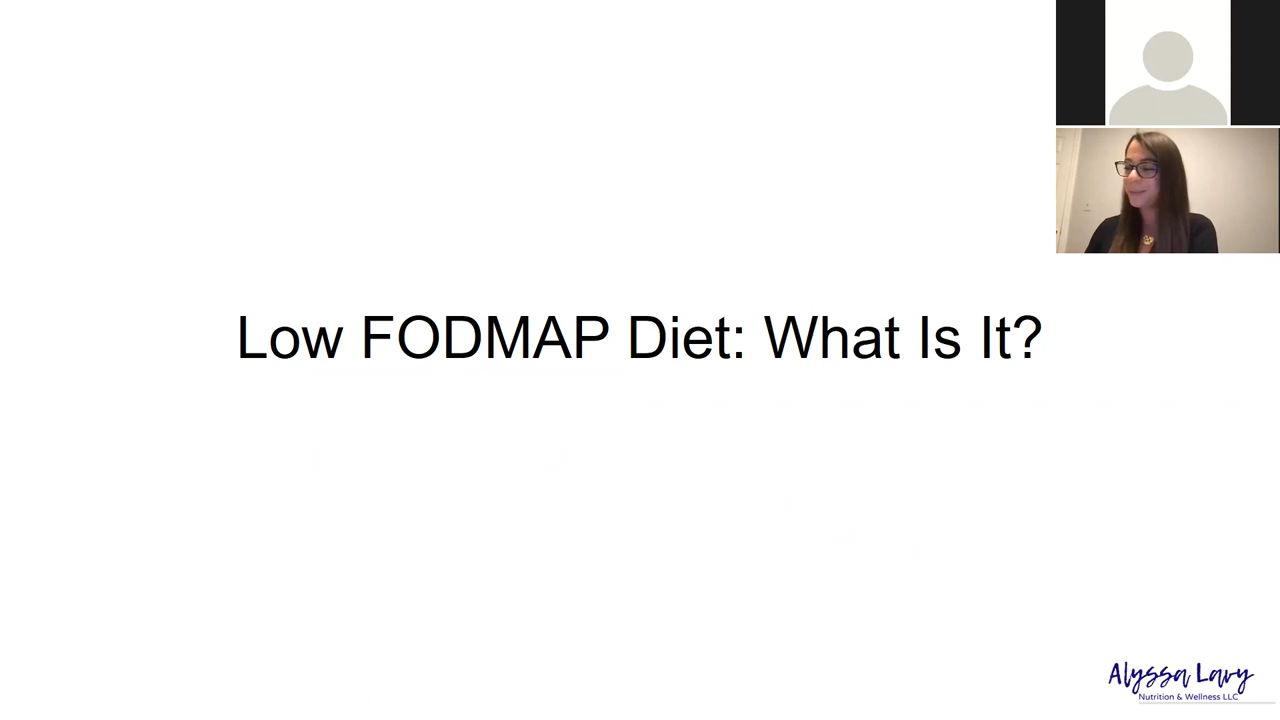 Low FODMAP Diet: What Is It?
Alyssa Lavy
Nutrition & Wellness LLC